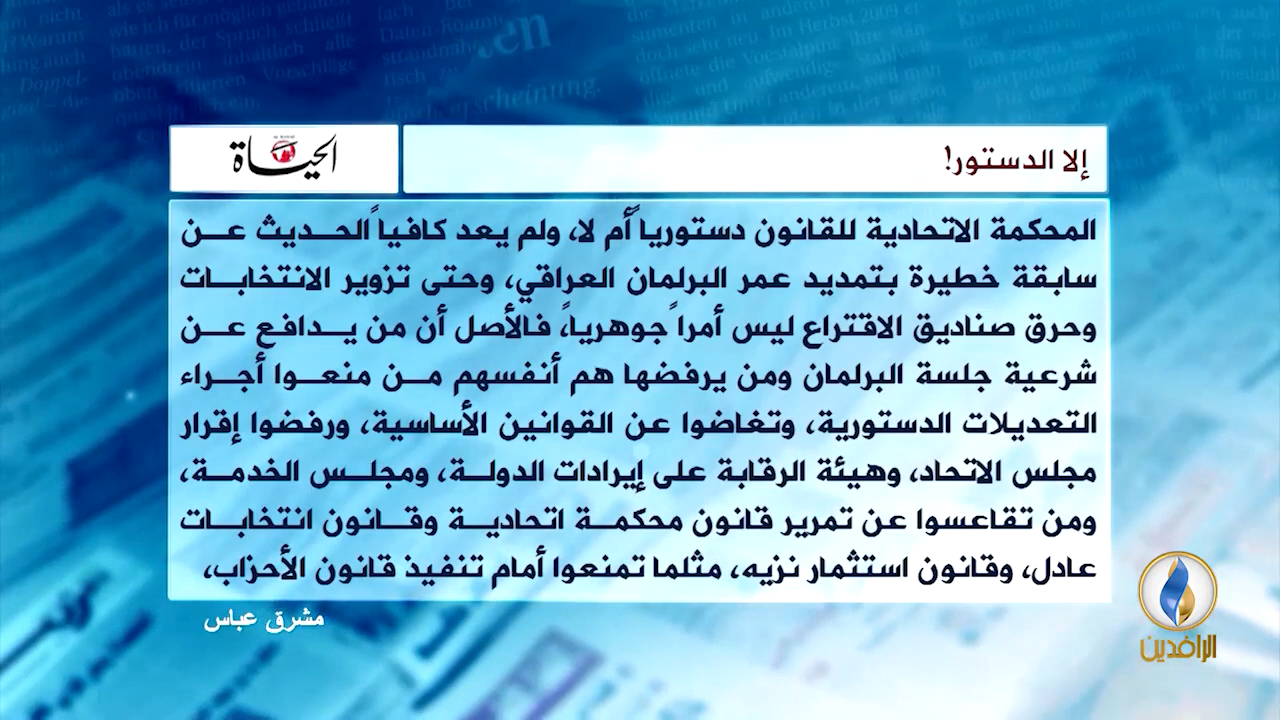 إلا الدستور!
الحياة
المحكمة الاتحادية للقانون دستورياً أم لا، ولم يعد كافياً الحديث عن
سابقة خطيرة بتمديد عمر البرلمان العراقي، وحتى تزوير الانتخابات
وحرق صناديق الاقتراع ليس أمراً جوهرياً، فالأصل أن من يدافع عن
شرعية جلسة البرلمان ومن يرفضها هم أنفسهم من منعوا أجراء
التعديلات الدستورية، وتغاضوا عن القوانين الأساسية، ورفضوا إقرار
مجلس الاتحاد، وهيئة الرقابة على إيرادات الدولة، ومجلس الخدمة،
ومن تقاعسوا عن تمرير قانون محكمة اتحادية وقانون انتخابات
عادل، وقانون استثمار نزيه، مثلما تمنعوا أمام تنفيذ قانون الأحزاب،
مشرق عباس
الرافدين